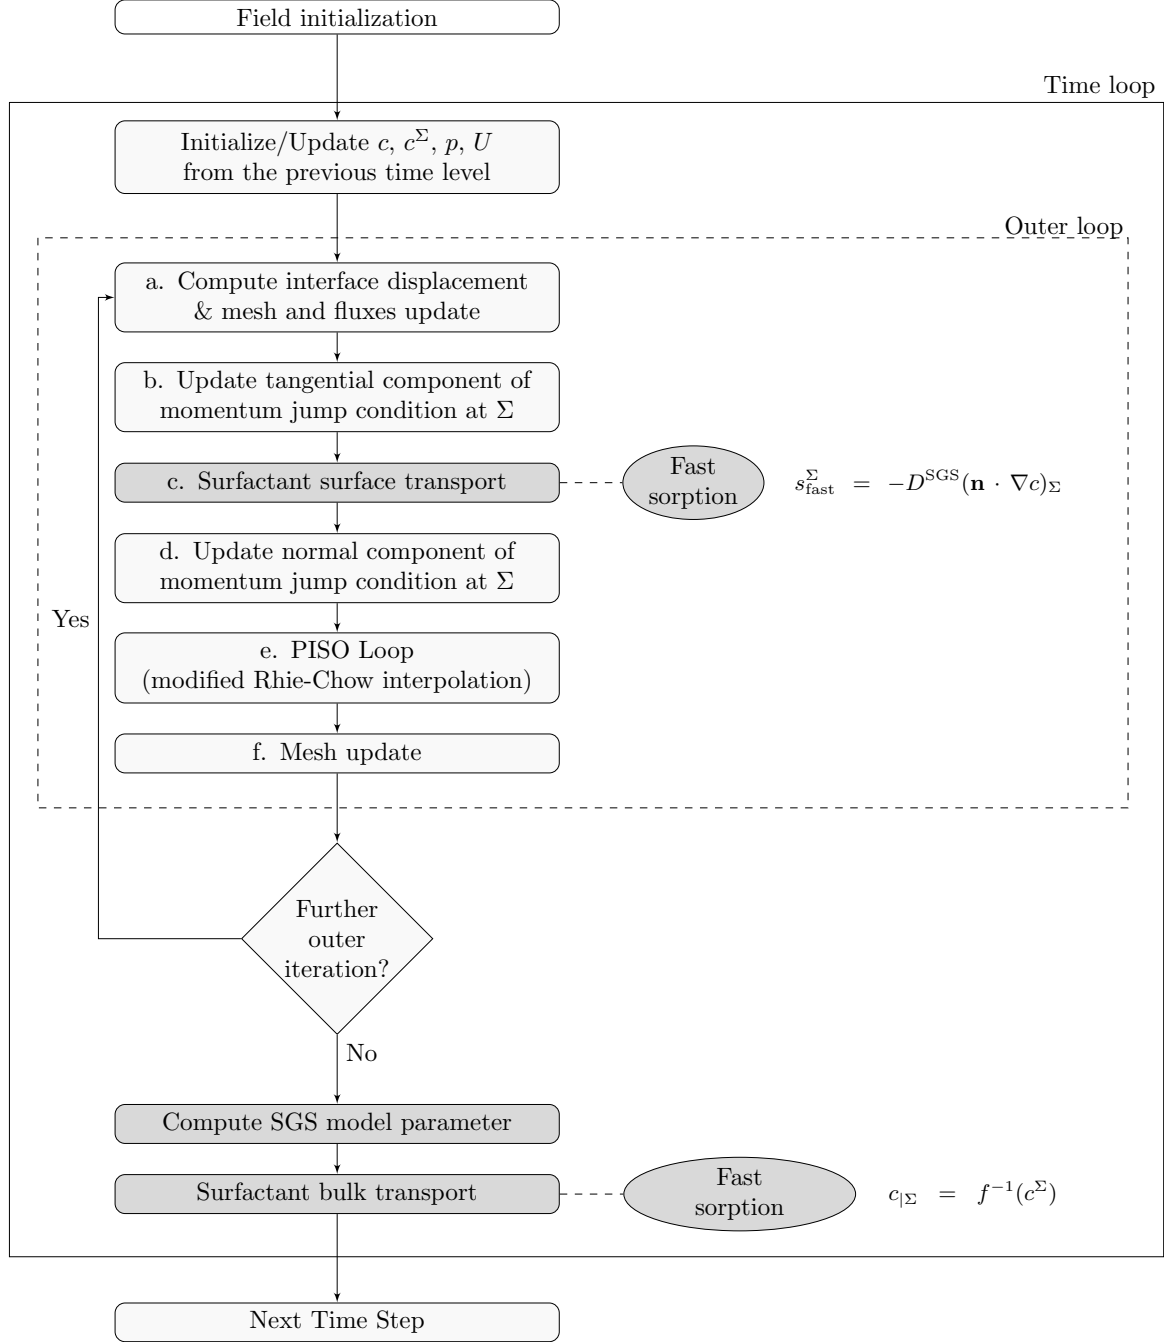 Field initialization
Time loop
Initialize/Update c, c^Σ, p, U
from the previous time level
Outer loop
a. Compute interface displacement
& mesh and fluxes update
b. Update tangential component of
momentum jump condition at Σ
c. Surfactant surface transport
Fast
sorption
s^Σ_fast = −D^SGS(n · ∇c)_Σ
d. Update normal component of
momentum jump condition at Σ
Yes
e. PISO Loop
(modified Rhie-Chow interpolation)
f. Mesh update
Further
outer
iteration?
No
Compute SGS model parameter
Surfactant bulk transport
Fast
sorption
c_|Σ = f^−1(c^Σ)
Next Time Step